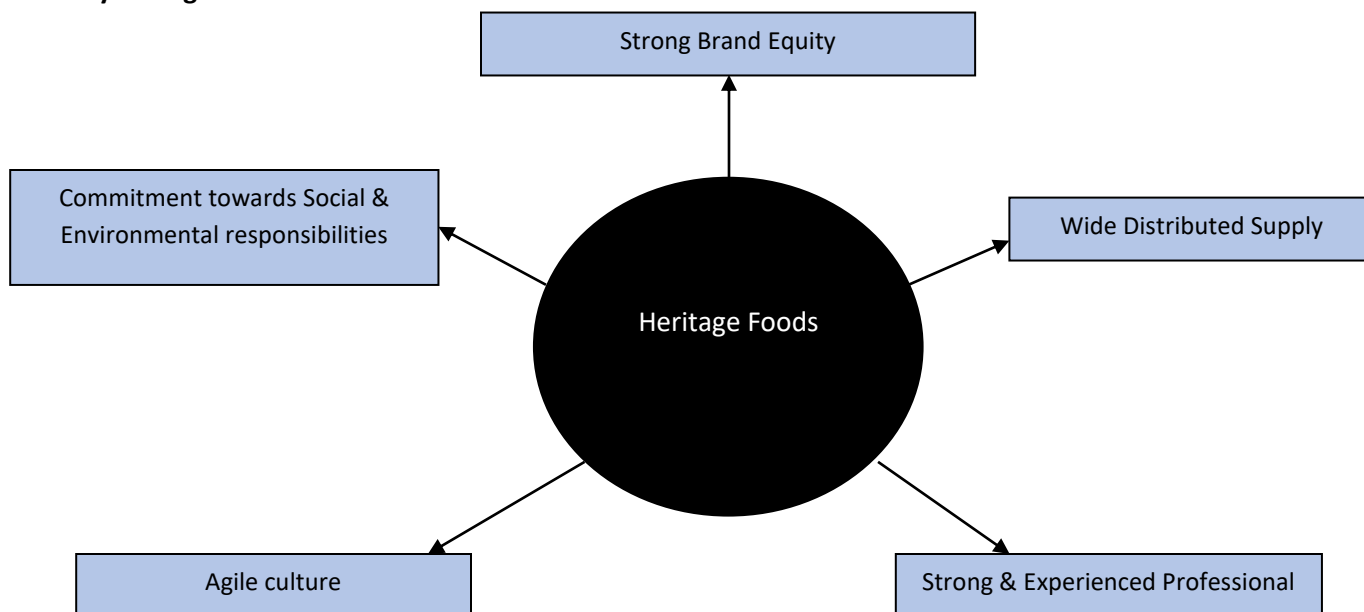 Strong Brand Equity
Commitment towards Social &
Environmental responsibilities
Wide Distributed Supply
Heritage Foods
Agile culture
Strong & Experienced Professional